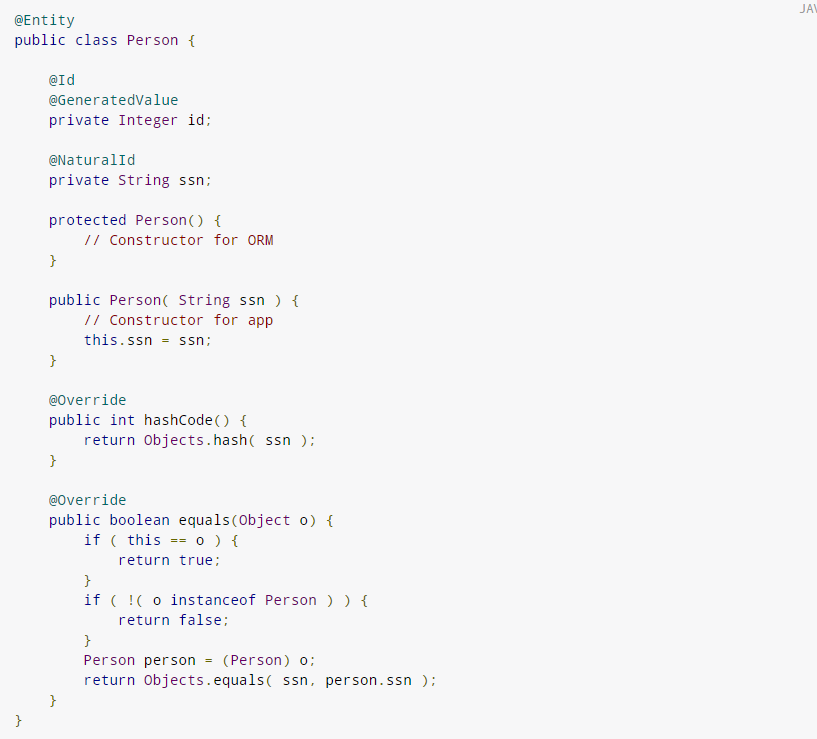 JAV
@Entity
public class Person {
    @Id
    @GeneratedValue
    private Integer id;
    @NaturalId
    private String ssn;
    protected Person() {
        // Constructor for ORM
    }
    public Person( String ssn ) {
        // Constructor for app
        this.ssn = ssn;
    }
    @Override
    public int hashCode() {
        return Objects.hash( ssn );
    }
    @Override
    public boolean equals(Object o) {
        if ( this == o ) {
            return true;
        }
        if ( !( o instanceof Person ) ) {
            return false;
        }
        Person person = (Person) o;
        return Objects.equals( ssn, person.ssn );
    }
}